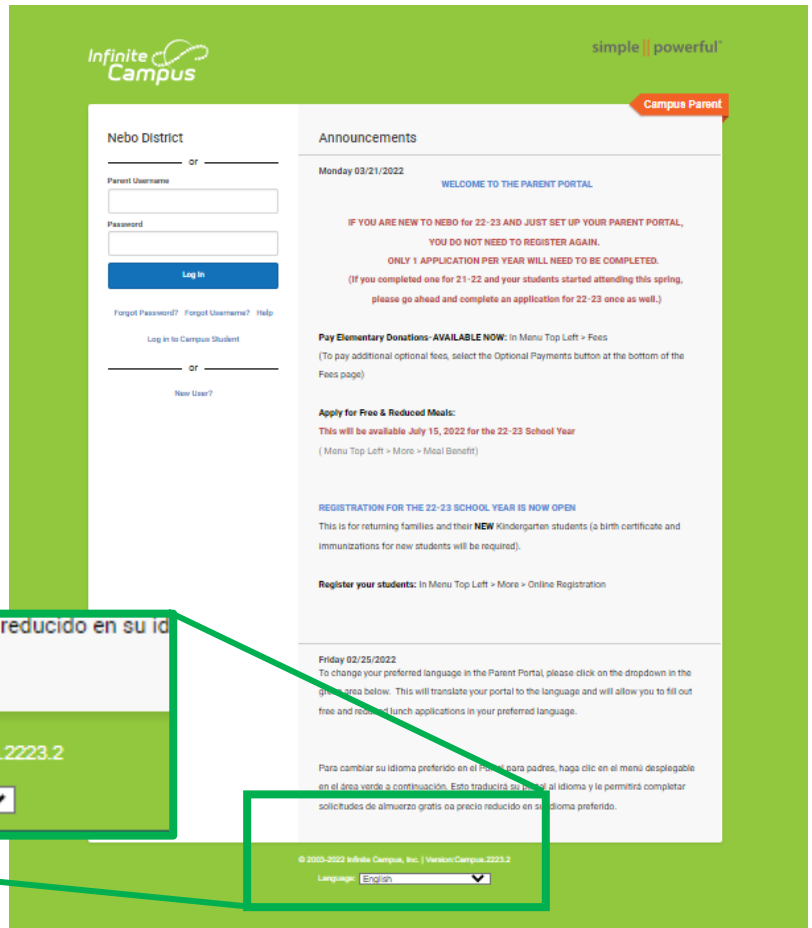 Infinite
Campus
simple || powerful
Campus Parent
Nebo District
or
Parent Username
Password
Log In
Forgot Password? Forgot Username? Help
Log in to Campus Student
or
New User?
Announcements
Monday 03/21/2022
WELCOME TO THE PARENT PORTAL
IF YOU ARE NEW TO NEBO for 22-23 AND JUST SET UP YOUR PARENT PORTAL,
YOU DO NOT NEED TO REGISTER AGAIN.
ONLY 1 APPLICATION PER YEAR WILL NEED TO BE COMPLETED.
(If you completed one for 21-22 and your students started attending this spring,
please go ahead and complete an application for 22-23 once as well.)
Pay Elementary Donations-AVAILABLE NOW: In Menu Top Left > Fees
(To pay additional optional fees, select the Optional Payments button at the bottom of the
Fees page)
Apply for Free & Reduced Meals:
This will be available July 15, 2022 for the 22-23 School Year
( Menu Top Left > More > Meal Benefit)
REGISTRATION FOR THE 22-23 SCHOOL YEAR IS NOW OPEN
This is for returning families and their NEW Kindergarten students (a birth certificate and
immunizations for new students will be required).
Register your students: In Menu Top Left > More > Online Registration
Friday 02/25/2022
To change your preferred language in the Parent Portal, please click on the dropdown in the
green area below. This will translate your portal to the language and will allow you to fill out
free and reduced lunch applications in your preferred language.
Para cambiar su idioma preferido en el Portal para padres, haga clic en el menú desplegable
en el área verde a continuación. Esto traducirá su portal al idioma y le permitirá completar
solicitudes de almuerzo gratis oa precio reducido en su idioma preferido.
© 2003-2022 Infinite Campus, Inc. | Version:Campus.2223.2
Language: English
reducido en su id
.2223.2